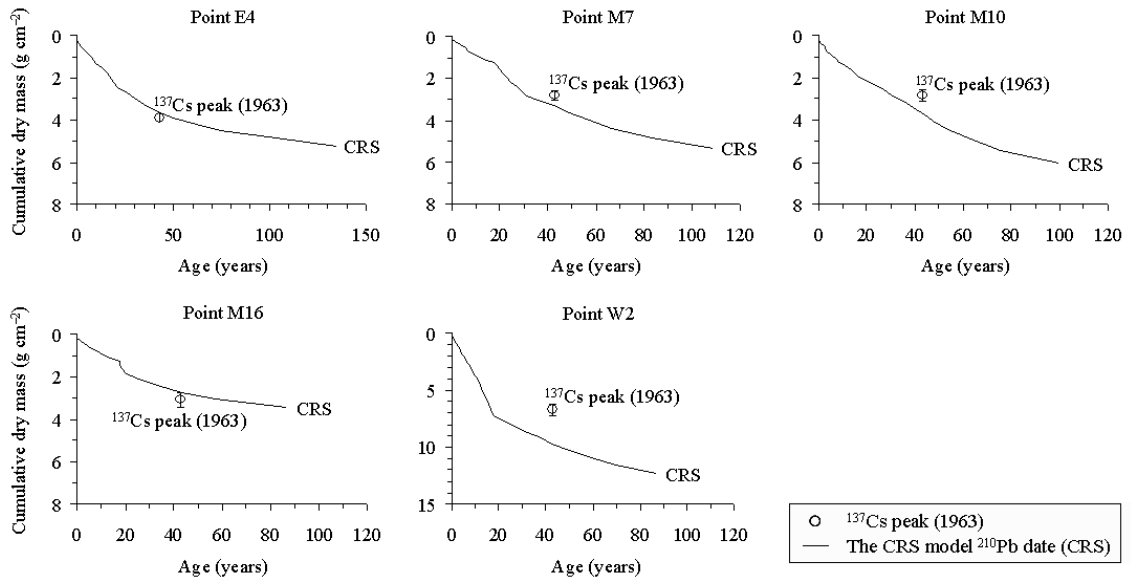 Point E4
Point M7
Point M10
Cumulative dry mass (g cm⁻²)
0
2
4
6
8
¹³⁷Cs peak (1963)
CRS
0 50 100 150
Age (years)
0
2
4
6
8
¹³⁷Cs peak (1963)
CRS
0 20 40 60 80 100 120
Age (years)
0
2
4
6
8
¹³⁷Cs peak (1963)
CRS
0 20 40 60 80 100 120
Age (years)
Point M16
Point W2
Cumulative dry mass (g cm⁻²)
0
2
4
6
8
¹³⁷Cs peak (1963)
CRS
0 20 40 60 80 100 120
Age (years)
0
5
10
15
¹³⁷Cs peak (1963)
CRS
0 20 40 60 80 100 120
Age (years)
¹³⁷Cs peak (1963)
The CRS model ²¹⁰Pb date (CRS)